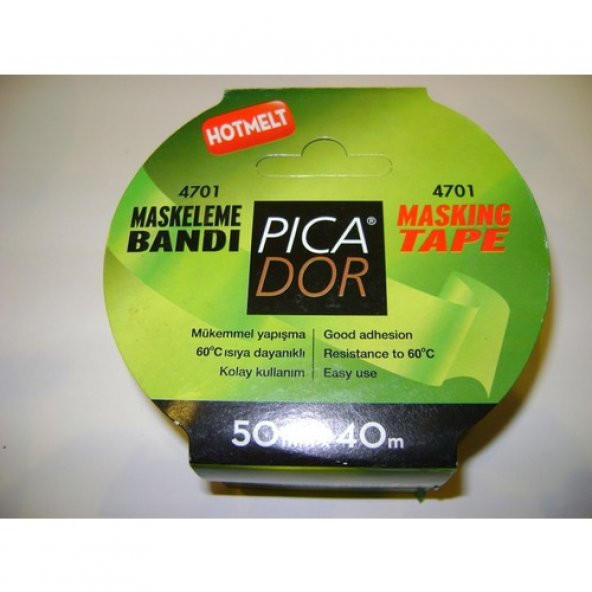 HOTMELT
4701
MASKELEME
BANDI
PICA®
DOR
4701
MASKING
TAPE
Mükemmel yapışma
60°C ısıya dayanıklı
Kolay kullanım
Good adhesion
Resistance to 60°C
Easy use
50mm x 40m